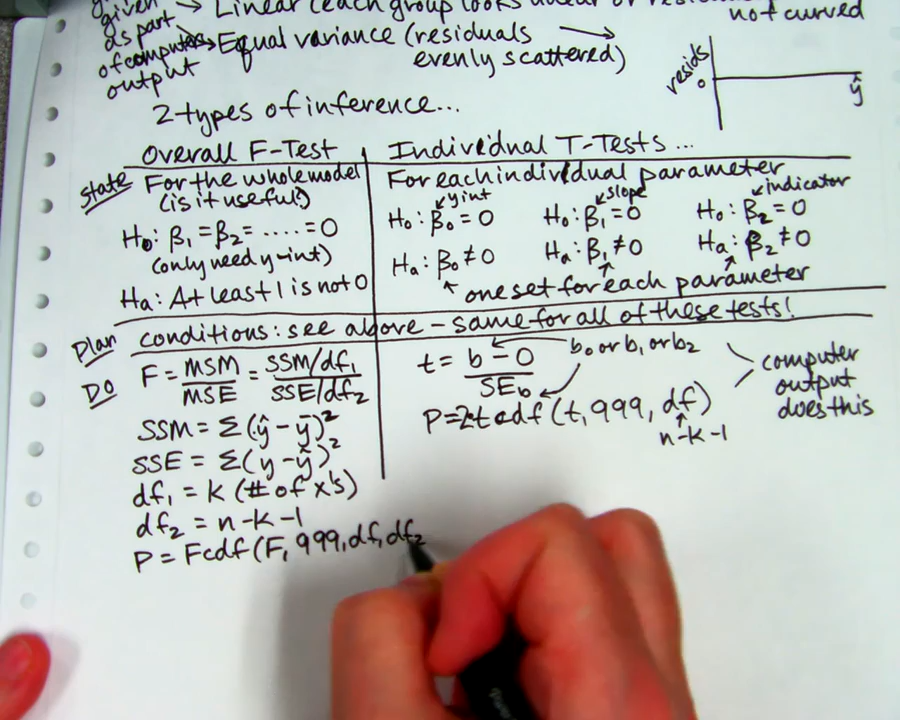 given → Linear (each group looks linear or resid
not curved
as part
of computer → Equal variance (residuals →
output evenly scattered)
resids
0
ŷ
2 types of inference...
Overall F-Test
State
For the whole model
(is it useful?)
H₀: β₁ = β₂ = ..... = 0
(only need y-int)
Ha: At least 1 is not 0
Individual T-Tests ...
For each individual parameter
y int slope indicator
H₀: β₀ = 0 H₀: β₁ = 0 H₀: β₂ = 0
Ha: β₀ ≠ 0 Ha: β₁ ≠ 0 Ha: β₂ ≠ 0
one set for each parameter
Plan conditions: see above - same for all of these tests!
DO
F = MSM/MSE = SSM/df₁ / SSE/df₂
SSM = Σ(ŷ - ȳ)²
SSE = Σ(y - ŷ)²
df₁ = k (# of x's)
df₂ = n-k-1
P = Fcdf (F, 999, df₁, df₂
t = b - 0 / SEb b₀ or b₁ or b₂
P = 2tcdf (t, 999, df)
n-k-1
computer
output
does this